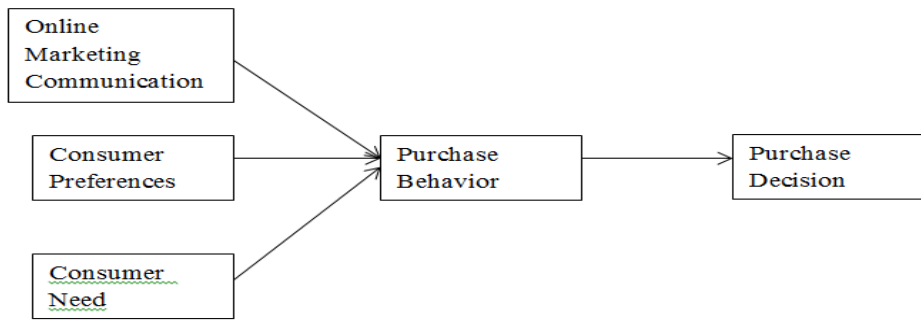 Online
Marketing
Communication
Consumer
Preferences
Purchase
Behavior
Purchase
Decision
Consumer
Need